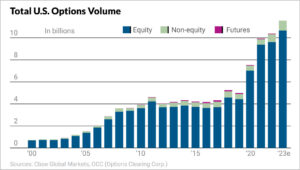 Total U.S. Options Volume
In billions
Equity Non-equity Futures
10
8
6
4
2
0
'00 '05 '10 '15 '20 '23e
Sources: Cboe Global Markets, OCC (Options Clearing Corp.)